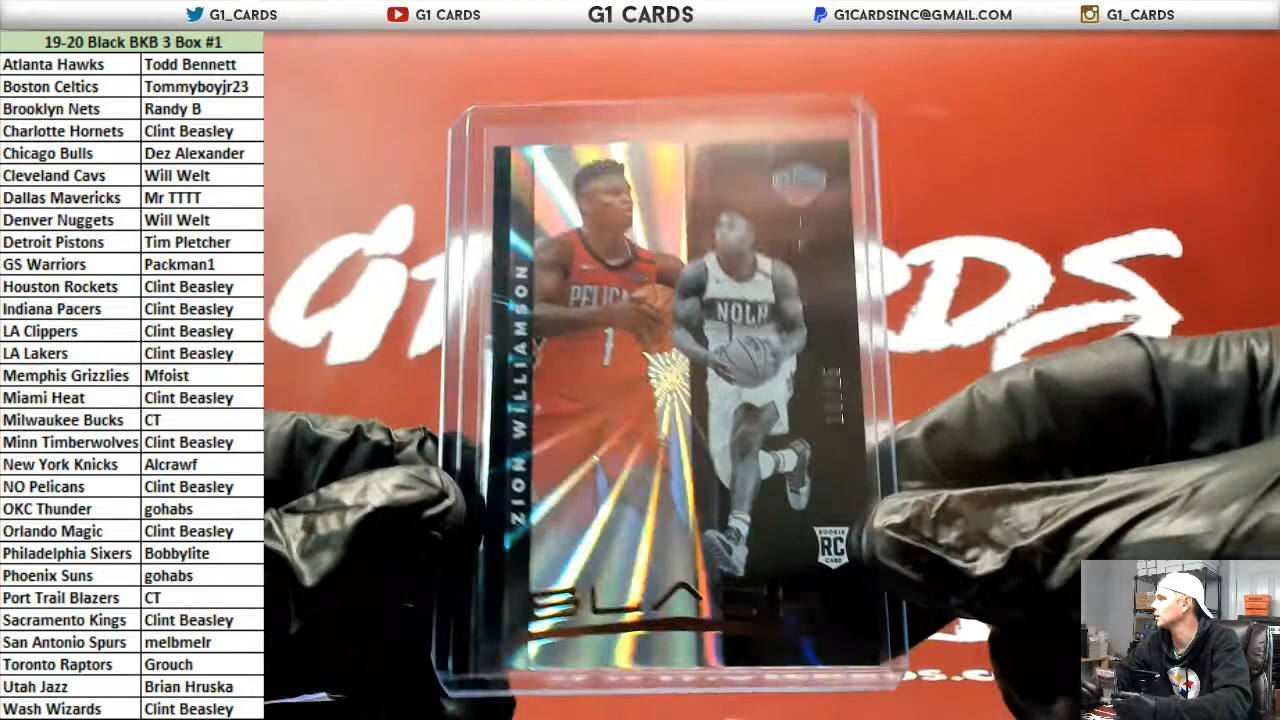 G1_CARDS G1 CARDS G1 CARDS G1CARDSINC@GMAIL.COM G1_CARDS
19-20 Black BKB 3 Box #1
Atlanta Hawks Todd Bennett
Boston Celtics Tommyboyjr23
Brooklyn Nets Randy B
Charlotte Hornets Clint Beasley
Chicago Bulls Dez Alexander
Cleveland Cavs Will Welt
Dallas Mavericks Mr TTTT
Denver Nuggets Will Welt
Detroit Pistons Tim Pletcher
GS Warriors Packman1
Houston Rockets Clint Beasley
Indiana Pacers Clint Beasley
LA Clippers Clint Beasley
LA Lakers Clint Beasley
Memphis Grizzlies Mfoist
Miami Heat Clint Beasley
Milwaukee Bucks CT
Minn Timberwolves Clint Beasley
New York Knicks Alcrawf
NO Pelicans Clint Beasley
OKC Thunder gohabs
Orlando Magic Clint Beasley
Philadelphia Sixers Bobbylite
Phoenix Suns gohabs
Port Trail Blazers CT
Sacramento Kings Clint Beasley
San Antonio Spurs melbmelr
Toronto Raptors Grouch
Utah Jazz Brian Hruska
Wash Wizards Clint Beasley
G1 CARDS
ZION WILLIAMSON
PELICA
1
NOLA
ROOKIE
RC
CARD
BLACK